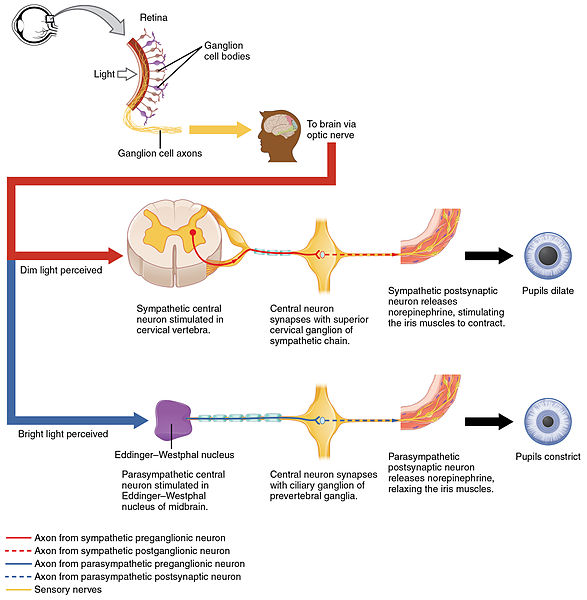 Retina
Ganglion
cell bodies
Light
Ganglion cell axons
To brain via
optic nerve
Dim light perceived
Sympathetic central
neuron stimulated in
cervical vertebra.
Central neuron
synapses with superior
cervical ganglion of
sympathetic chain.
Sympathetic postsynaptic
neuron releases
norepinephrine, stimulating
the iris muscles to contract.
Pupils dilate
Bright light perceived
Eddinger–Westphal nucleus
Parasympathetic central
neuron stimulated in
Eddinger–Westphal
nucleus of midbrain.
Central neuron synapses
with ciliary ganglion of
prevertebral ganglia.
Parasympathetic
postsynaptic neuron
releases norepinephrine,
relaxing the iris muscles.
Pupils constrict
Axon from sympathetic preganglionic neuron
Axon from sympathetic postganglionic neuron
Axon from parasympathetic preganglionic neuron
Axon from parasympathetic postsynaptic neuron
Sensory nerves